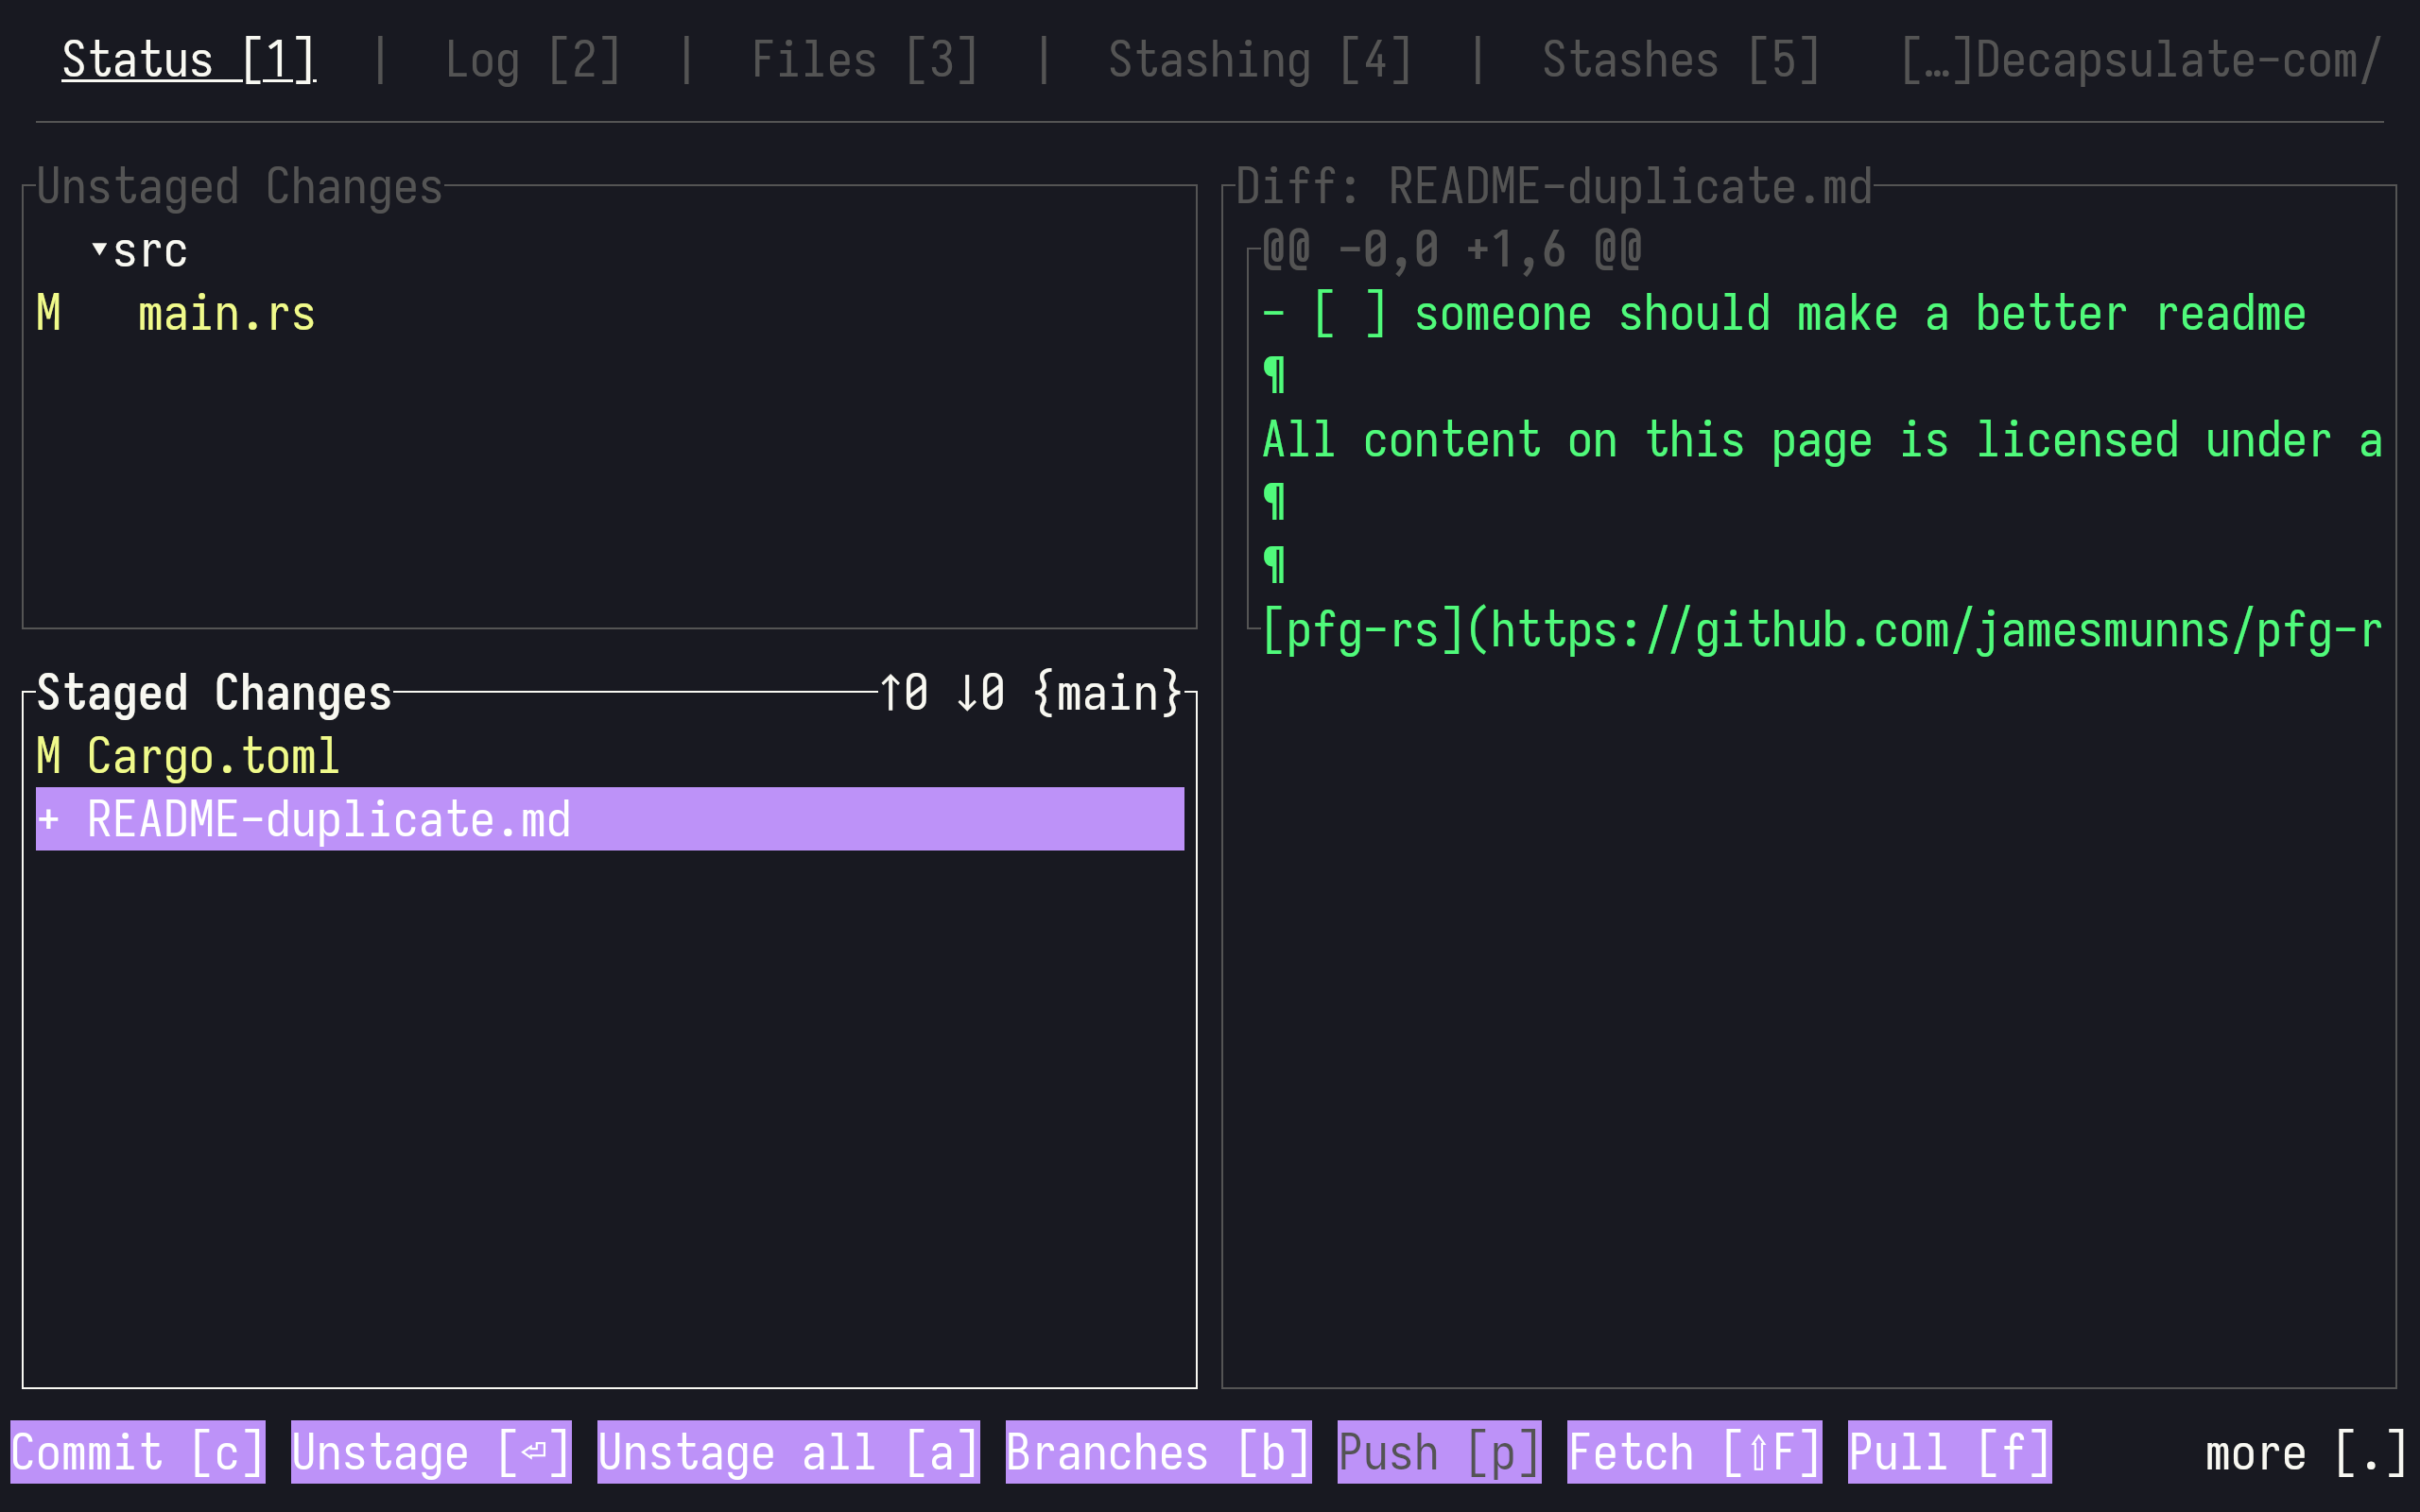 Status [1] | Log [2] | Files [3] | Stashing [4] | Stashes [5] […]Decapsulate-com/
Unstaged Changes
▾src
M main.rs
Staged Changes ↑0 ↓0 {main}
M Cargo.toml
+ README-duplicate.md
Diff: README-duplicate.md
@@ -0,0 +1,6 @@
- [ ] someone should make a better readme
¶
All content on this page is licensed under a
¶
¶
[pfg-rs](https://github.com/jamesmunns/pfg-r
Commit [c] Unstage [⏎] Unstage all [a] Branches [b] Push [p] Fetch [⇧F] Pull [f] more [.]